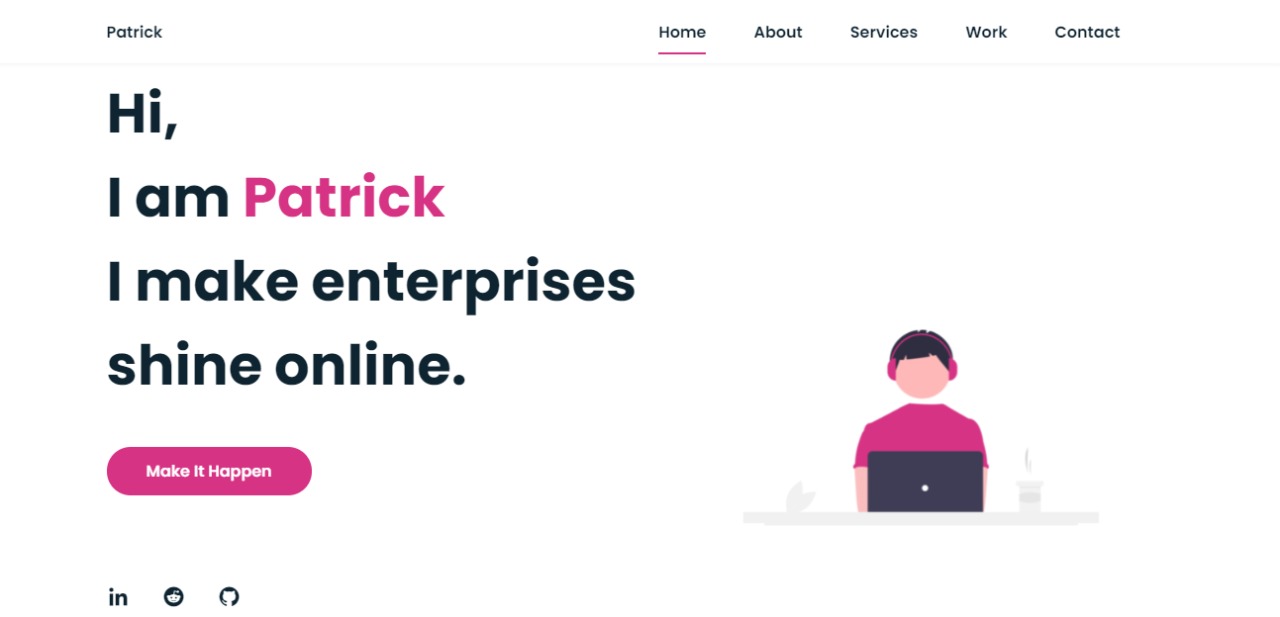 Patrick
Home About Services Work Contact
Hi,
I am Patrick
I make enterprises
shine online.
Make It Happen
in